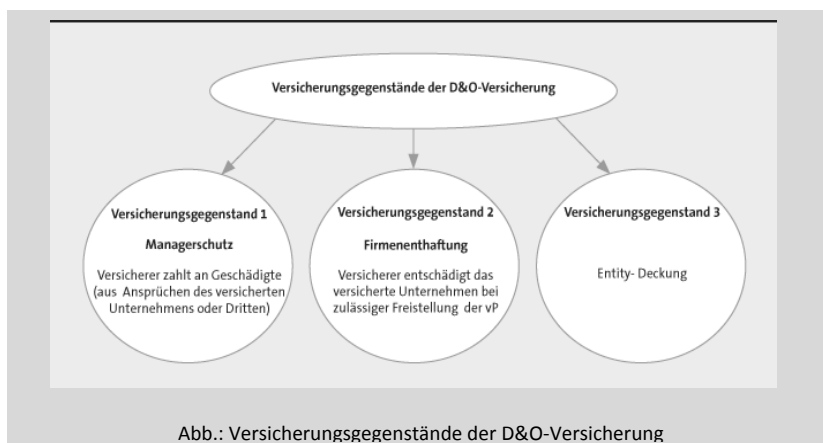 Versicherungsgegenstände der D&O-Versicherung
Versicherungsgegenstand 1
Managerschutz
Versicherer zahlt an Geschädigte
(aus Ansprüchen des versicherten
Unternehmens oder Dritten)
Versicherungsgegenstand 2
Firmenenthaftung
Versicherer entschädigt das
versicherte Unternehmen bei
zulässiger Freistellung der vP
Versicherungsgegenstand 3
Entity- Deckung
Abb.: Versicherungsgegenstände der D&O-Versicherung